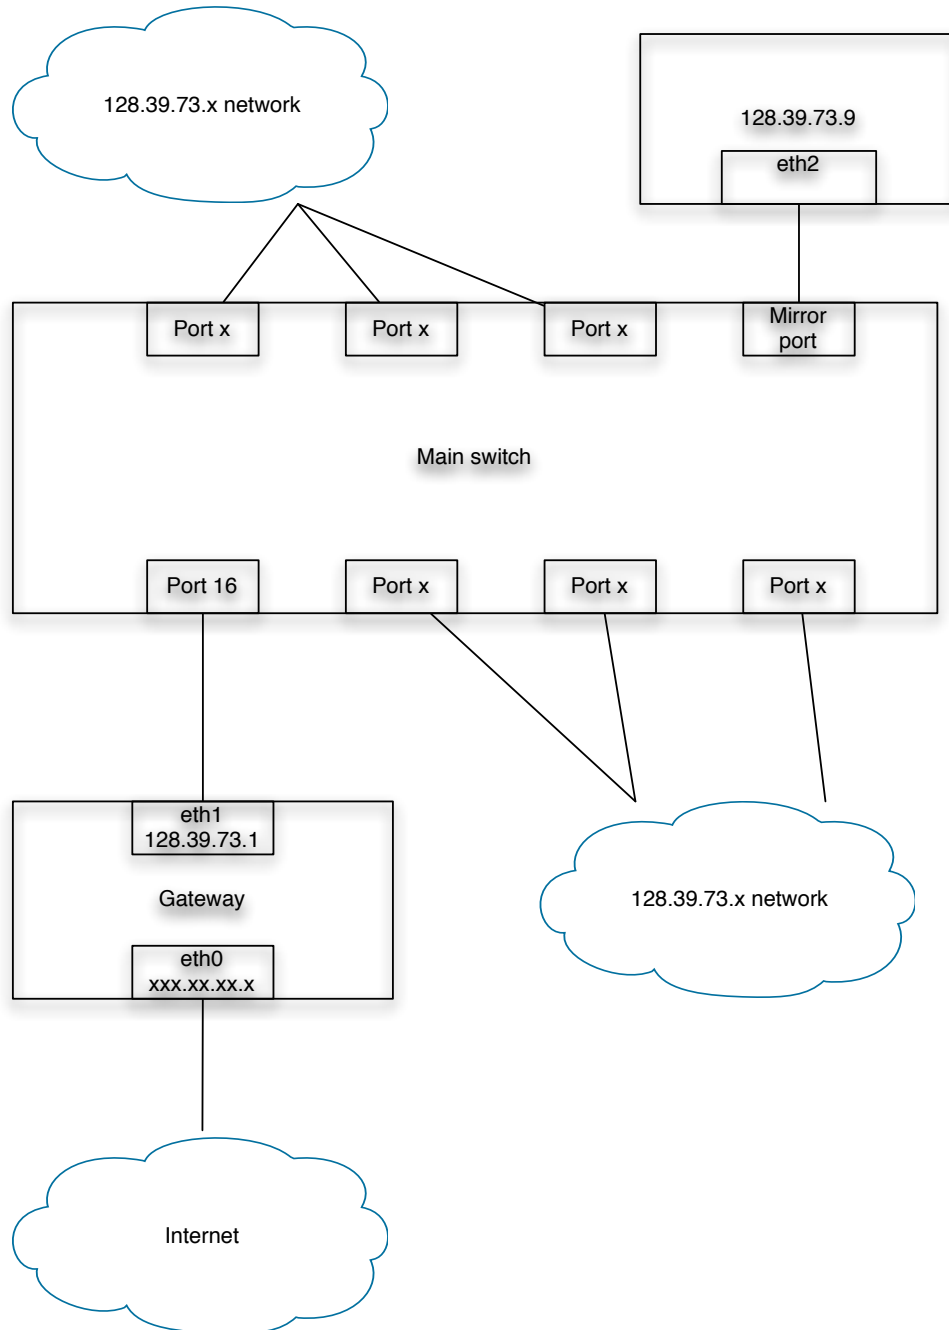 128.39.73.x network
128.39.73.9
eth2
Port x
Port x
Port x
Mirror
port
Main switch
Port 16
Port x
Port x
Port x
eth1
128.39.73.1
Gateway
eth0
xxx.xx.xx.x
128.39.73.x network
Internet